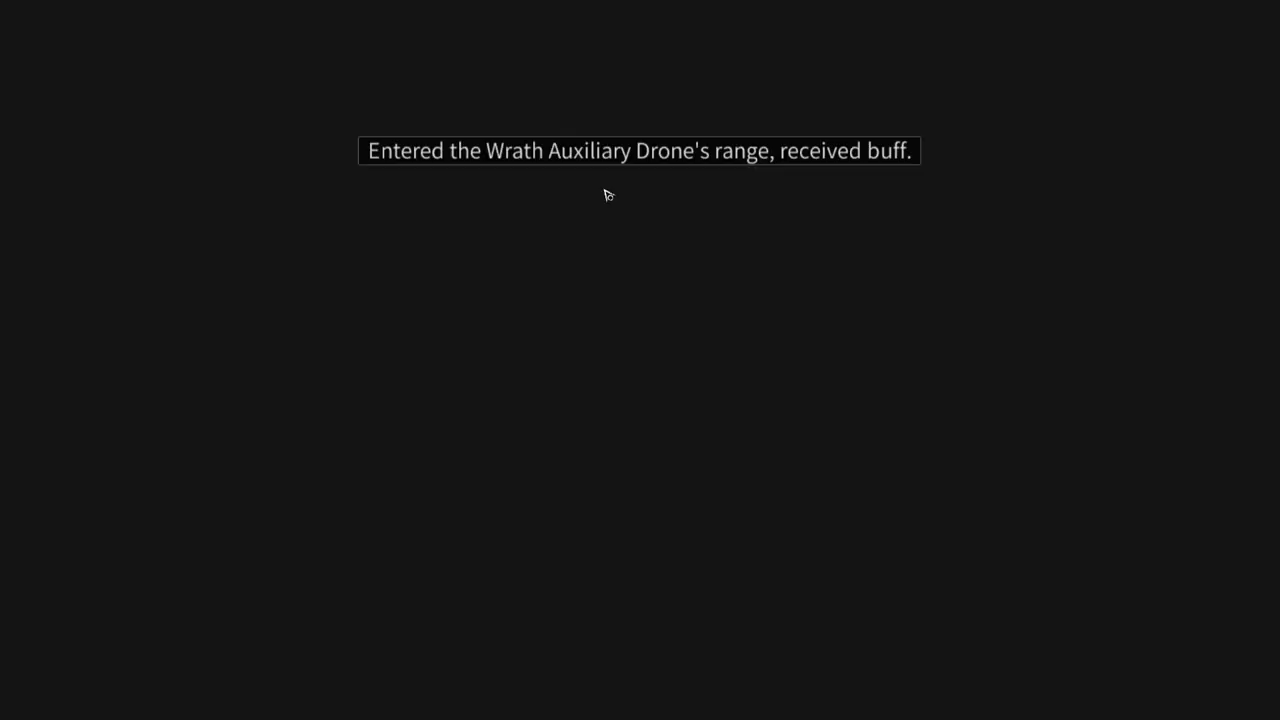 Entered the Wrath Auxiliary Drone's range, received buff.